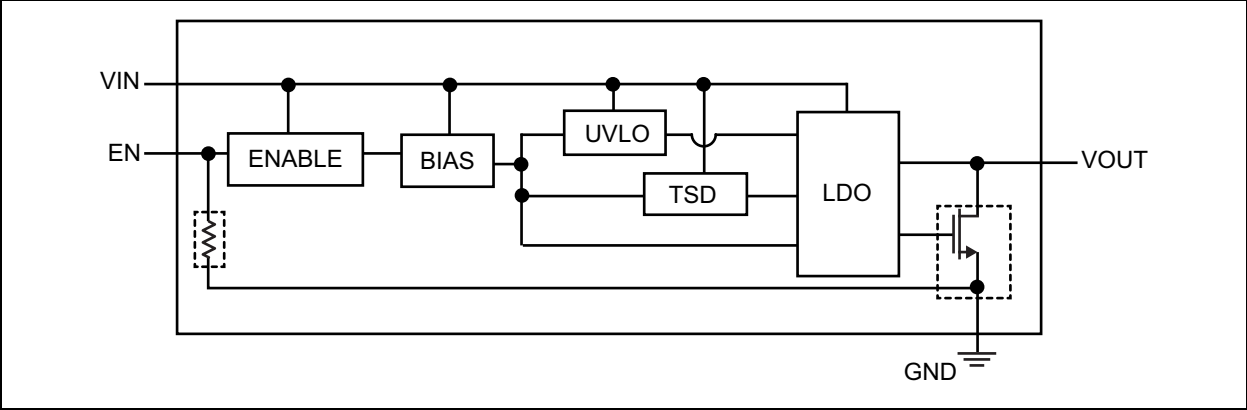 VIN
EN
ENABLE
BIAS
UVLO
TSD
LDO
VOUT
GND